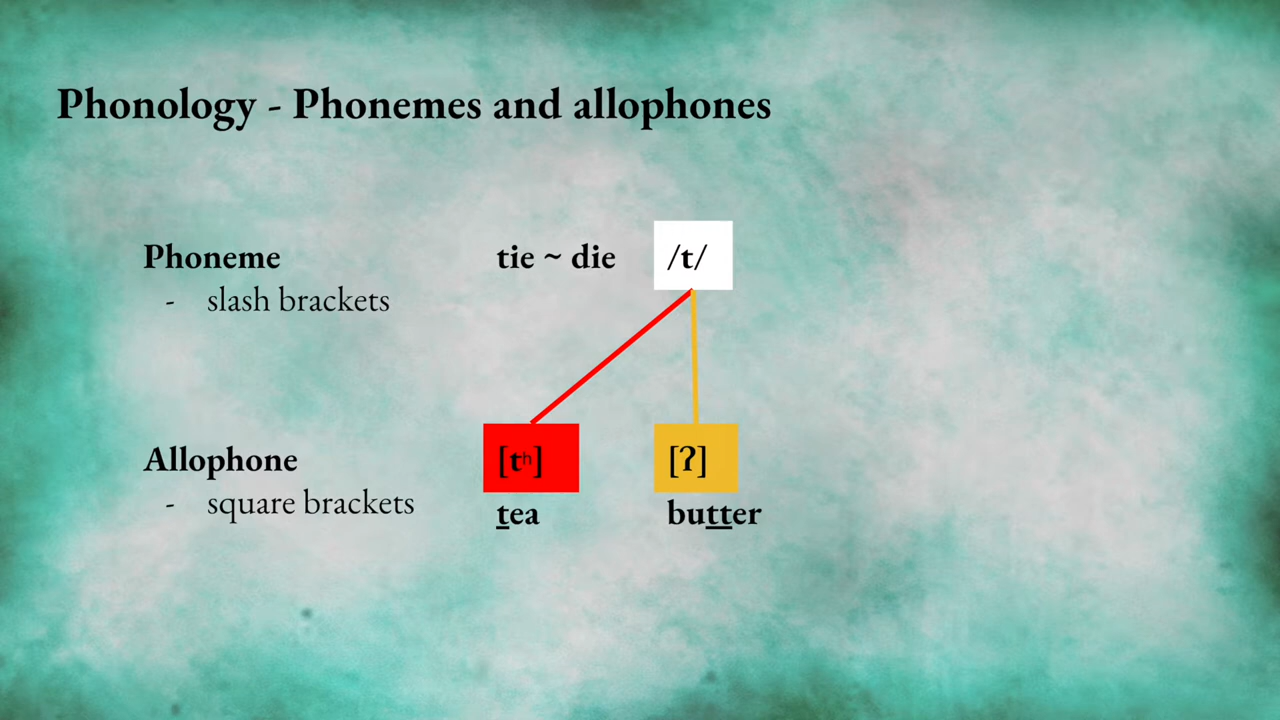 Phonology - Phonemes and allophones
Phoneme
- slash brackets
tie ~ die
/t/
Allophone
- square brackets
[tʰ]
tea
[ʔ]
butter